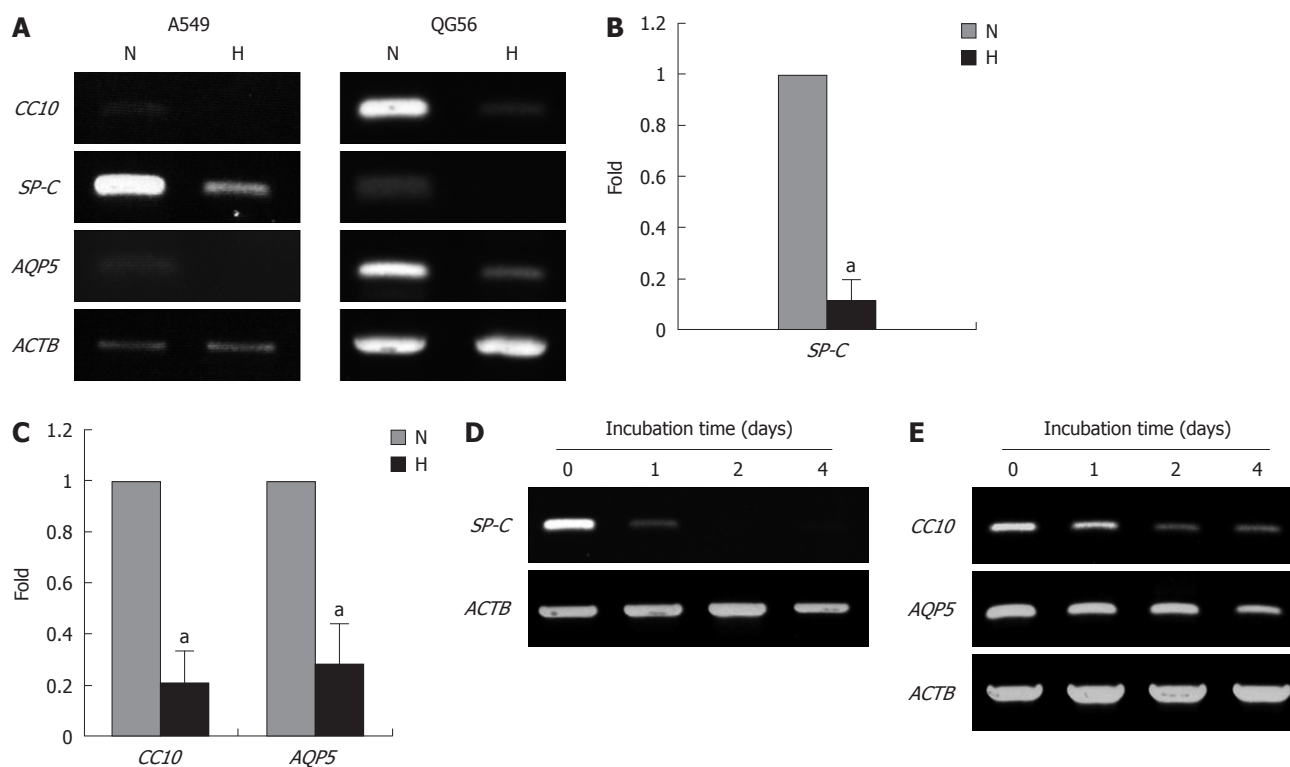 A
A549
QG56
N
H
N
H
CC10
SP-C
AQP5
ACTB
B
1.2
1
0.8
0.6
0.4
0.2
0
Fold
N
H
a
SP-C
C
1.2
1
0.8
0.6
0.4
0.2
0
Fold
N
H
a
a
CC10
AQP5
D
Incubation time (days)
0
1
2
4
SP-C
ACTB
E
Incubation time (days)
0
1
2
4
CC10
AQP5
ACTB